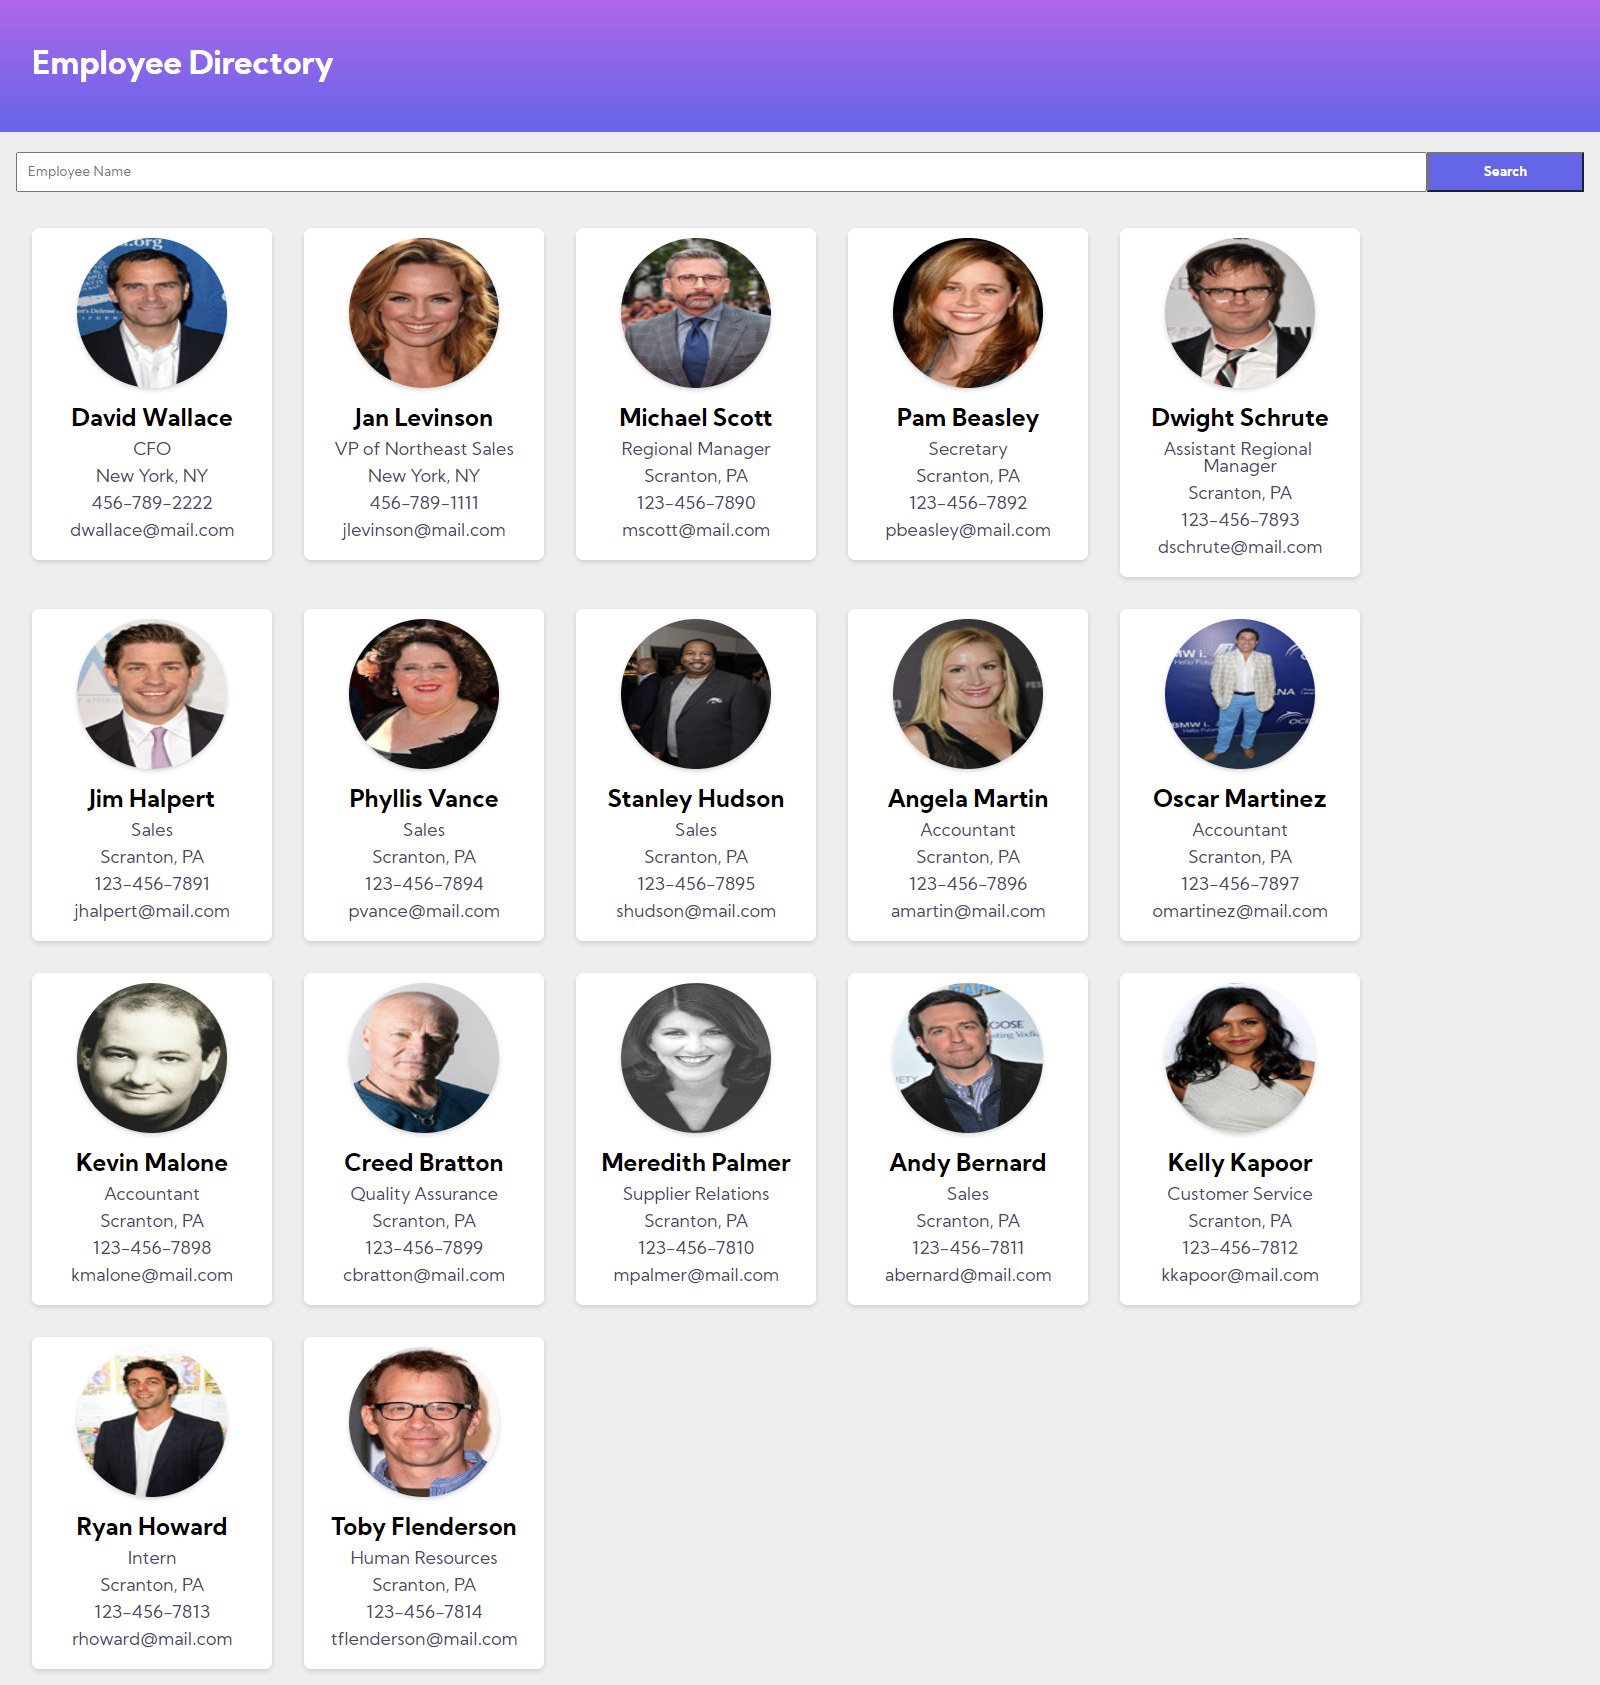 Employee Directory
Employee Name
Search
David Wallace
CFO
New York, NY
456-789-2222
dwallace@mail.com
Jan Levinson
VP of Northeast Sales
New York, NY
456-789-1111
jlevinson@mail.com
Michael Scott
Regional Manager
Scranton, PA
123-456-7890
mscott@mail.com
Pam Beasley
Secretary
Scranton, PA
123-456-7892
pbeasley@mail.com
Dwight Schrute
Assistant Regional
Manager
Scranton, PA
123-456-7893
dschrute@mail.com
Jim Halpert
Sales
Scranton, PA
123-456-7891
jhalpert@mail.com
Phyllis Vance
Sales
Scranton, PA
123-456-7894
pvance@mail.com
Stanley Hudson
Sales
Scranton, PA
123-456-7895
shudson@mail.com
Angela Martin
Accountant
Scranton, PA
123-456-7896
amartin@mail.com
Oscar Martinez
Accountant
Scranton, PA
123-456-7897
omartinez@mail.com
Kevin Malone
Accountant
Scranton, PA
123-456-7898
kmalone@mail.com
Creed Bratton
Quality Assurance
Scranton, PA
123-456-7899
cbratton@mail.com
Meredith Palmer
Supplier Relations
Scranton, PA
123-456-7810
mpalmer@mail.com
Andy Bernard
Sales
Scranton, PA
123-456-7811
abernard@mail.com
Kelly Kapoor
Customer Service
Scranton, PA
123-456-7812
kkapoor@mail.com
Ryan Howard
Intern
Scranton, PA
123-456-7813
rhoward@mail.com
Toby Flenderson
Human Resources
Scranton, PA
123-456-7814
tflenderson@mail.com